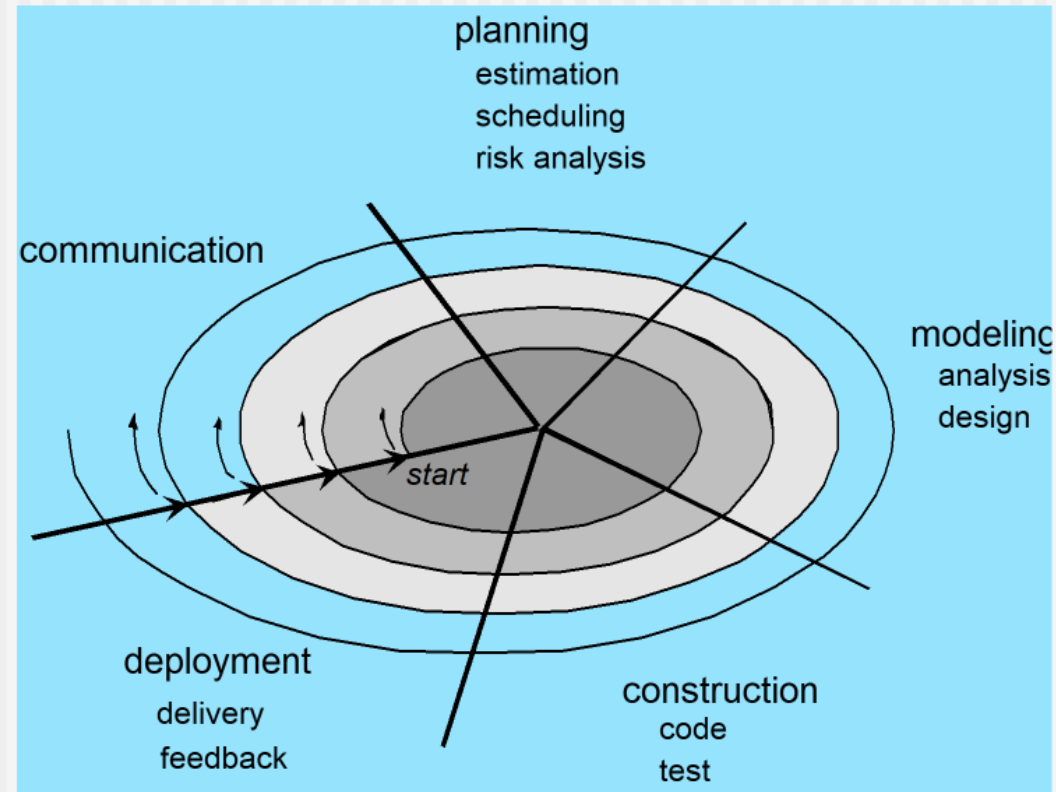 planning
estimation
scheduling
risk analysis
communication
modeling
analysis
design
start
deployment
delivery
feedback
construction
code
test